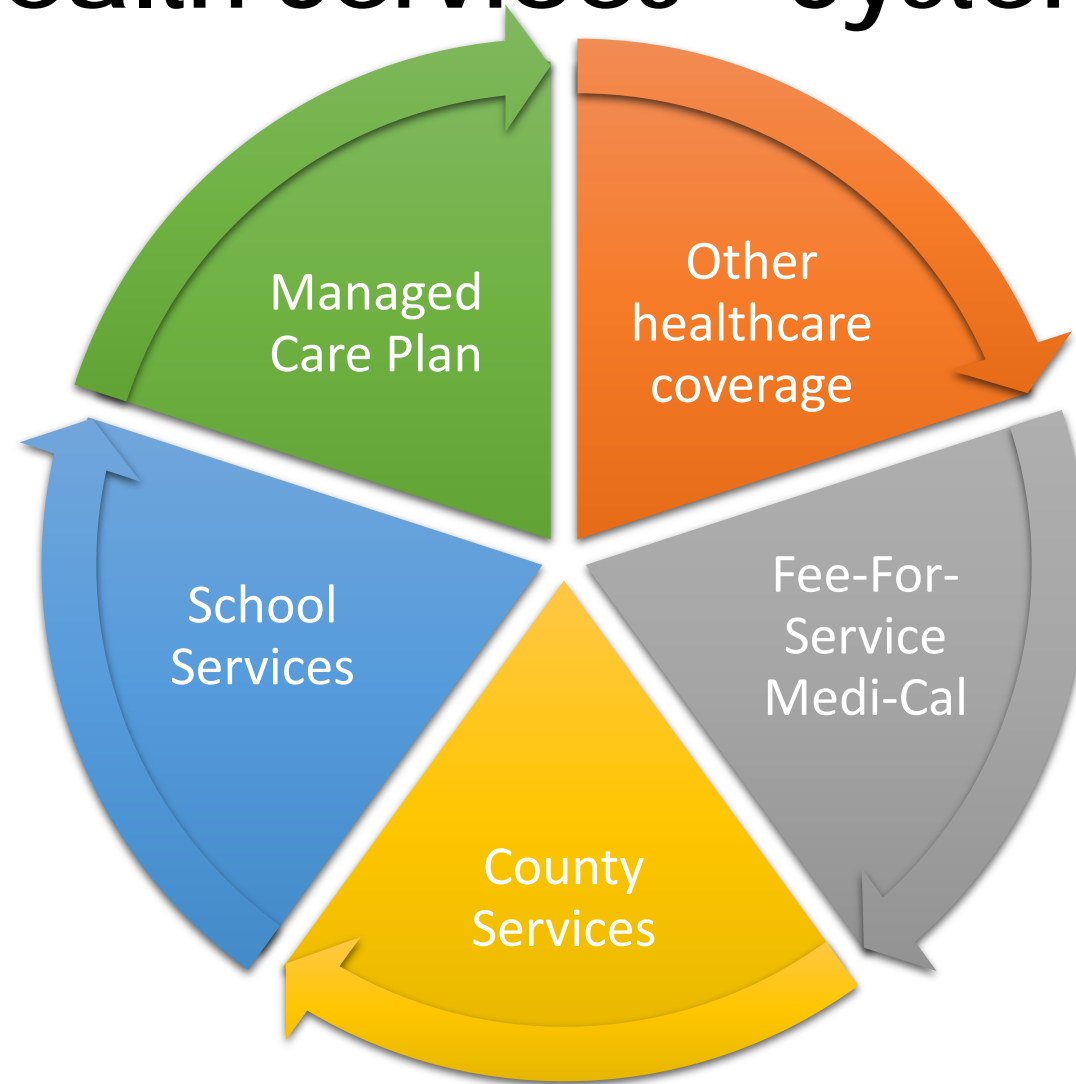 Other
healthcare
coverage
Fee-For-
Service
Medi-Cal
County
Services
School
Services
Managed
Care Plan